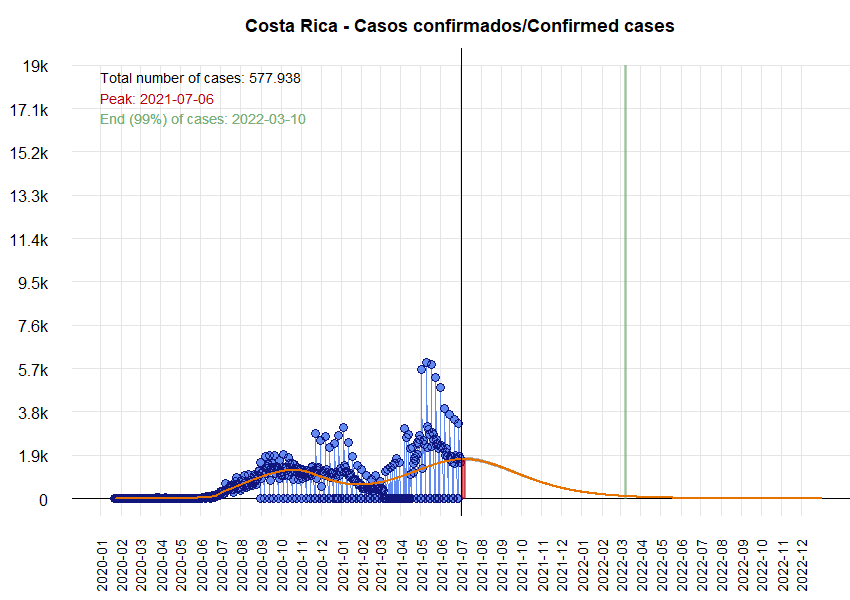 Costa Rica - Casos confirmados/Confirmed cases
19k
Total number of cases: 577.938
Peak: 2021-07-06
End (99%) of cases: 2022-03-10
17.1k
15.2k
13.3k
11.4k
9.5k
7.6k
5.7k
3.8k
1.9k
0
2020-01
2020-02
2020-03
2020-04
2020-05
2020-06
2020-07
2020-08
2020-09
2020-10
2020-11
2020-12
2021-01
2021-02
2021-03
2021-04
2021-05
2021-06
2021-07
2021-08
2021-09
2021-10
2021-11
2021-12
2022-01
2022-02
2022-03
2022-04
2022-05
2022-06
2022-07
2022-08
2022-09
2022-10
2022-11
2022-12